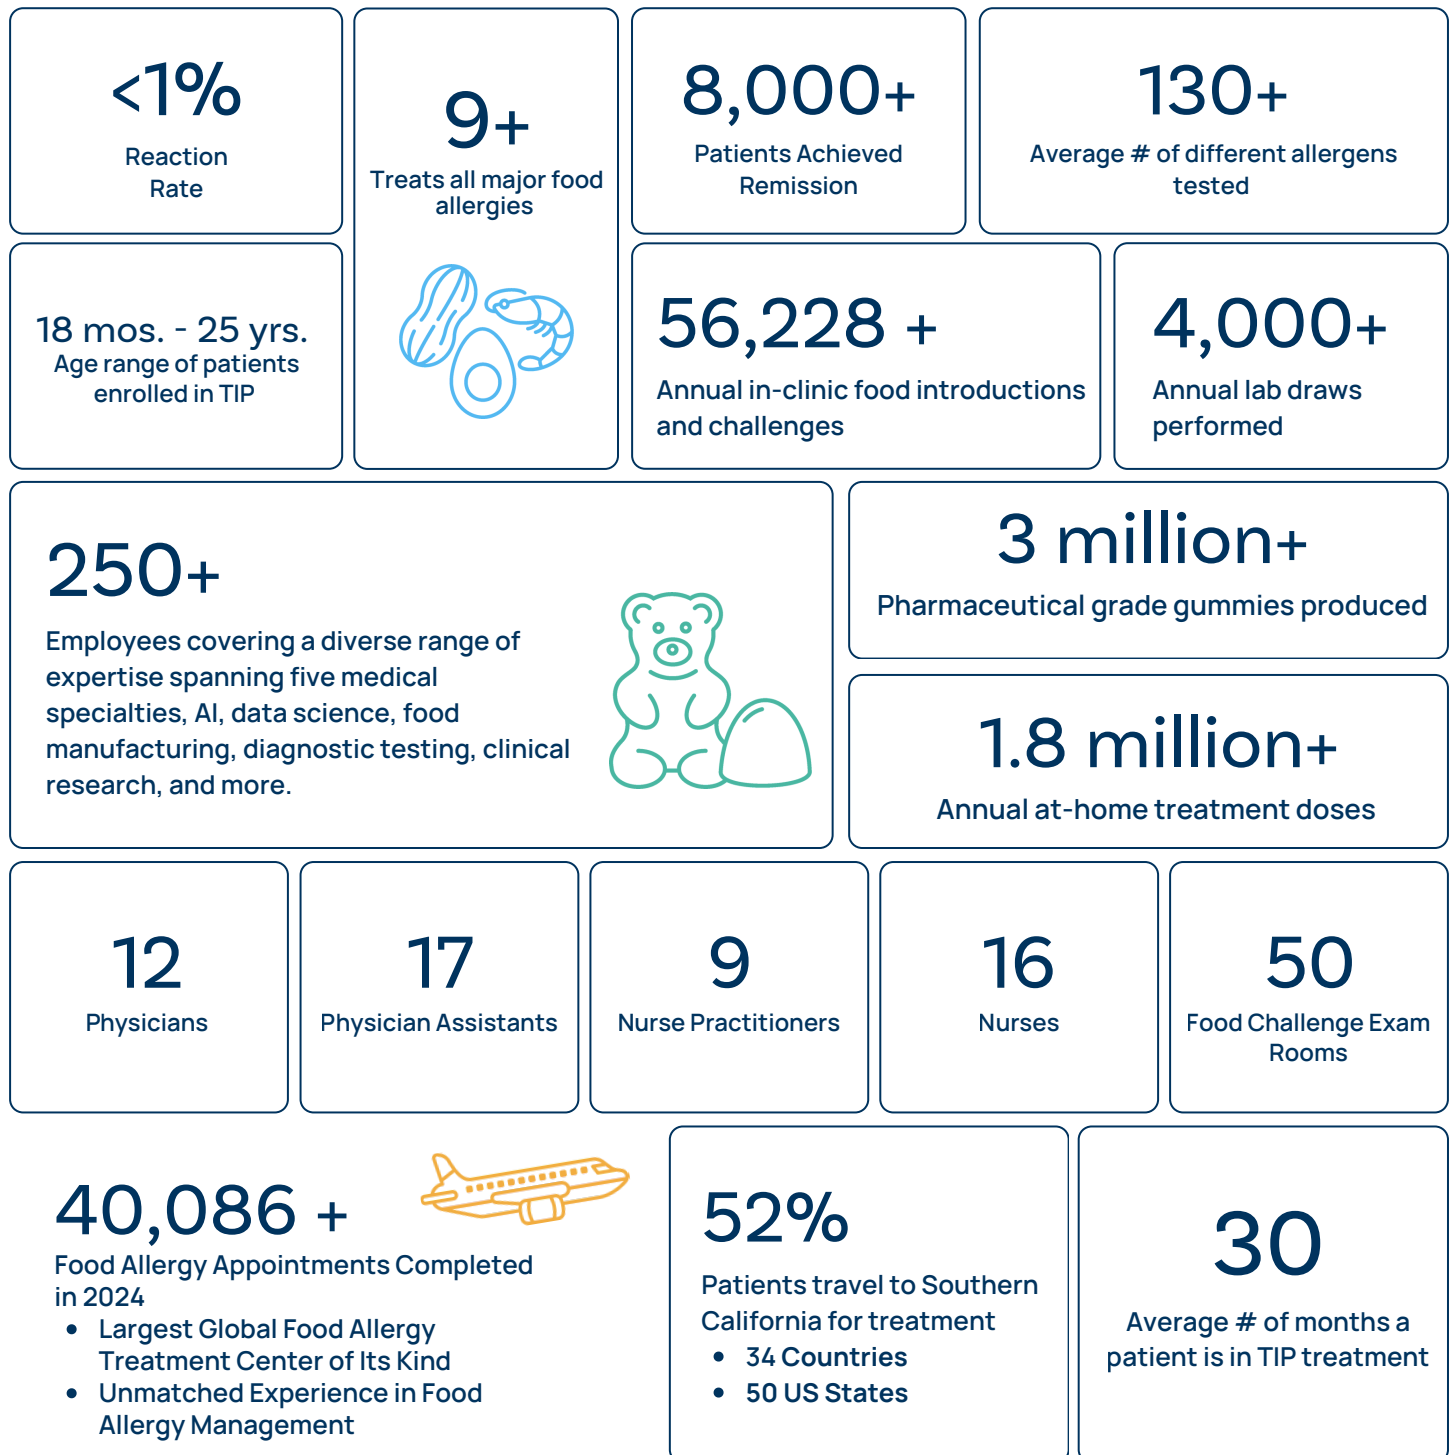 <1%
Reaction
Rate
9+
Treats all major food
allergies
8,000+
Patients Achieved
Remission
130+
Average # of different allergens
tested
18 mos. - 25 yrs.
Age range of patients
enrolled in TIP
56,228 +
Annual in-clinic food introductions
and challenges
4,000+
Annual lab draws
performed
250+
Employees covering a diverse range of
expertise spanning five medical
specialties, AI, data science, food
manufacturing, diagnostic testing, clinical
research, and more.
3 million+
Pharmaceutical grade gummies produced
1.8 million+
Annual at-home treatment doses
12
Physicians
17
Physician Assistants
9
Nurse Practitioners
16
Nurses
50
Food Challenge Exam
Rooms
40,086 +
Food Allergy Appointments Completed
in 2024
• Largest Global Food Allergy
Treatment Center of Its Kind
• Unmatched Experience in Food
Allergy Management
52%
Patients travel to Southern
California for treatment
• 34 Countries
• 50 US States
30
Average # of months a
patient is in TIP treatment